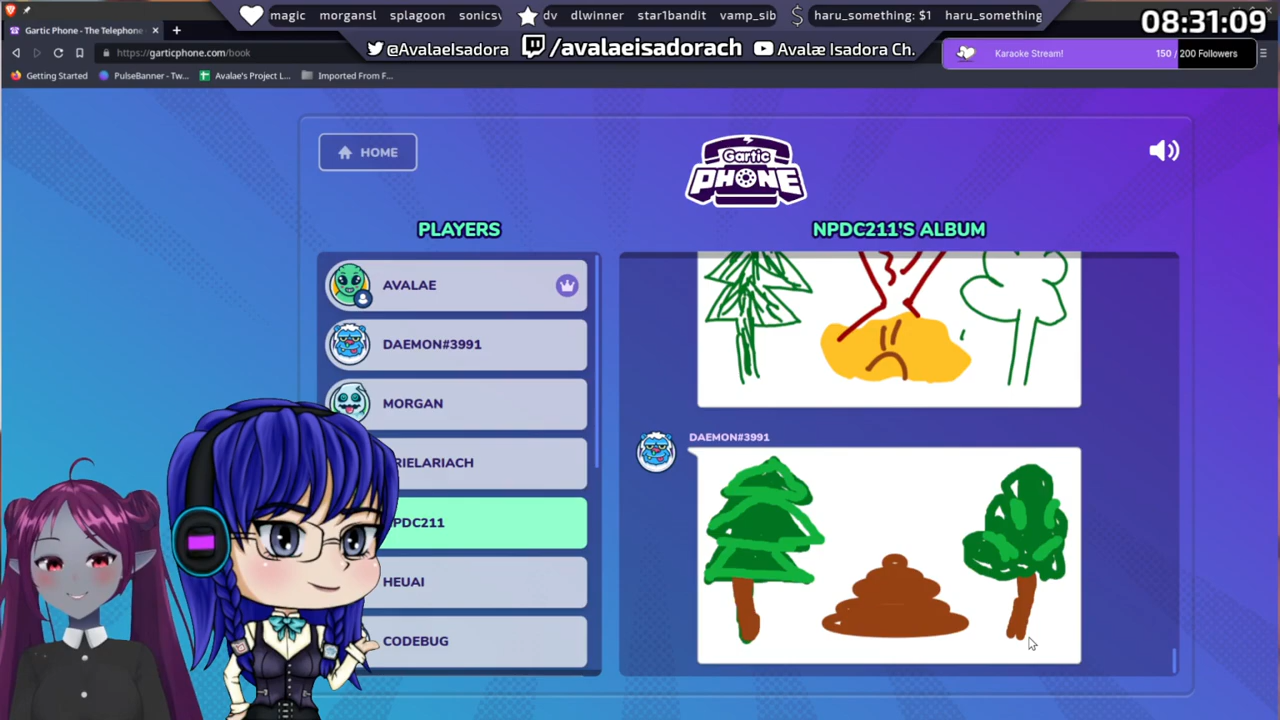 magic morgansl splagoon sonicsv dv dlwinner star1bandit vamp_sib haru_something: $1 haru_something
08:31:09
Gartic Phone - The Telephone
@AvalaeIsadora /avalaeisadorach Avalæ Isadora Ch.
https://garticphone.com/book
Karaoke Stream! 150 / 200 Followers
Getting Started PulseBanner - Tw... Avalae's Project L... Imported From F...
HOME
Gartic
PHONE
PLAYERS
NPDC211'S ALBUM
AVALAE
DAEMON#3991
MORGAN
RIELARIACH
PDC211
HEUAI
CODEBUG
DAEMON#3991